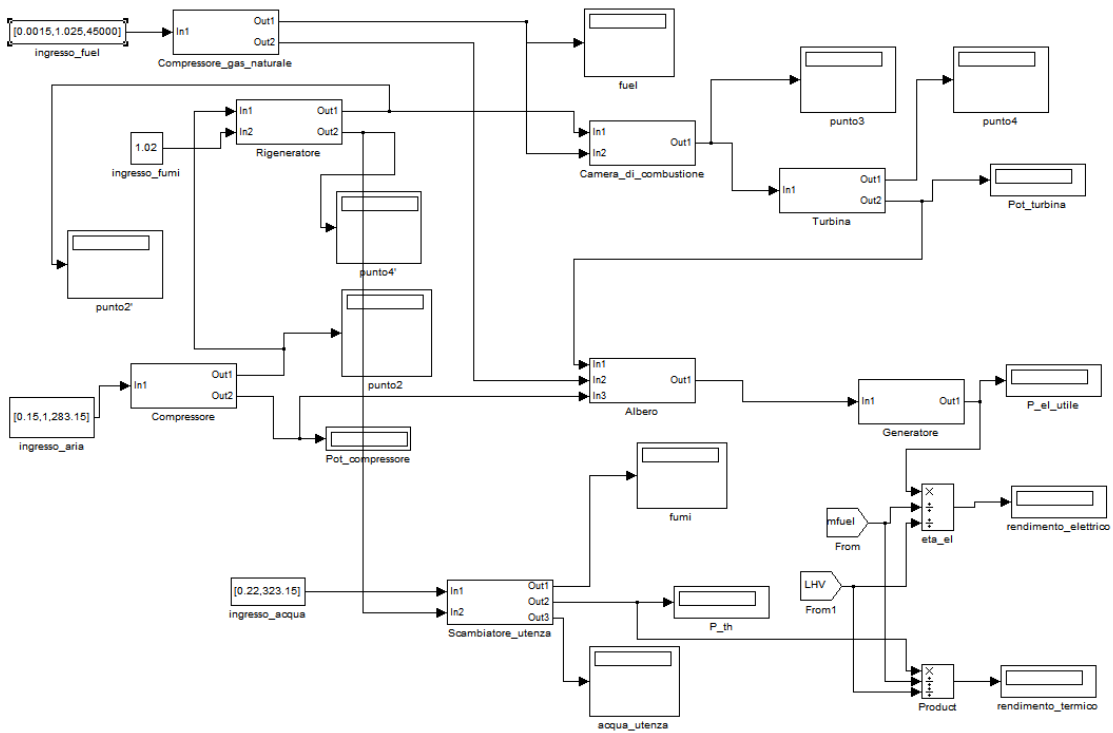 [0.0015,1.025,45000]
ingresso_fuel
In1
Out1
Out2
Compressore_gas_naturale
fuel
punto3
punto4
In1
In2
Out1
Out2
Rigeneratore
1.02
ingresso_fumi
In1
In2
Out1
Camera_di_combustione
In1
Out1
Out2
Turbina
Pot_turbina
punto4'
punto2'
punto2
In1
Out1
Out2
Compressore
[0.15,1,283.15]
ingresso_aria
Pot_compressore
In1
In2
In3
Out1
Albero
In1
Out1
Generatore
P_el_utile
fumi
mfuel
From
×
÷
÷
eta_el
rendimento_elettrico
[0.22,323.15]
ingresso_acqua
In1
In2
Out1
Out2
Out3
Scambiatore_utenza
P_th
LHV
From1
acqua_utenza
×
÷
÷
Product
rendimento_termico